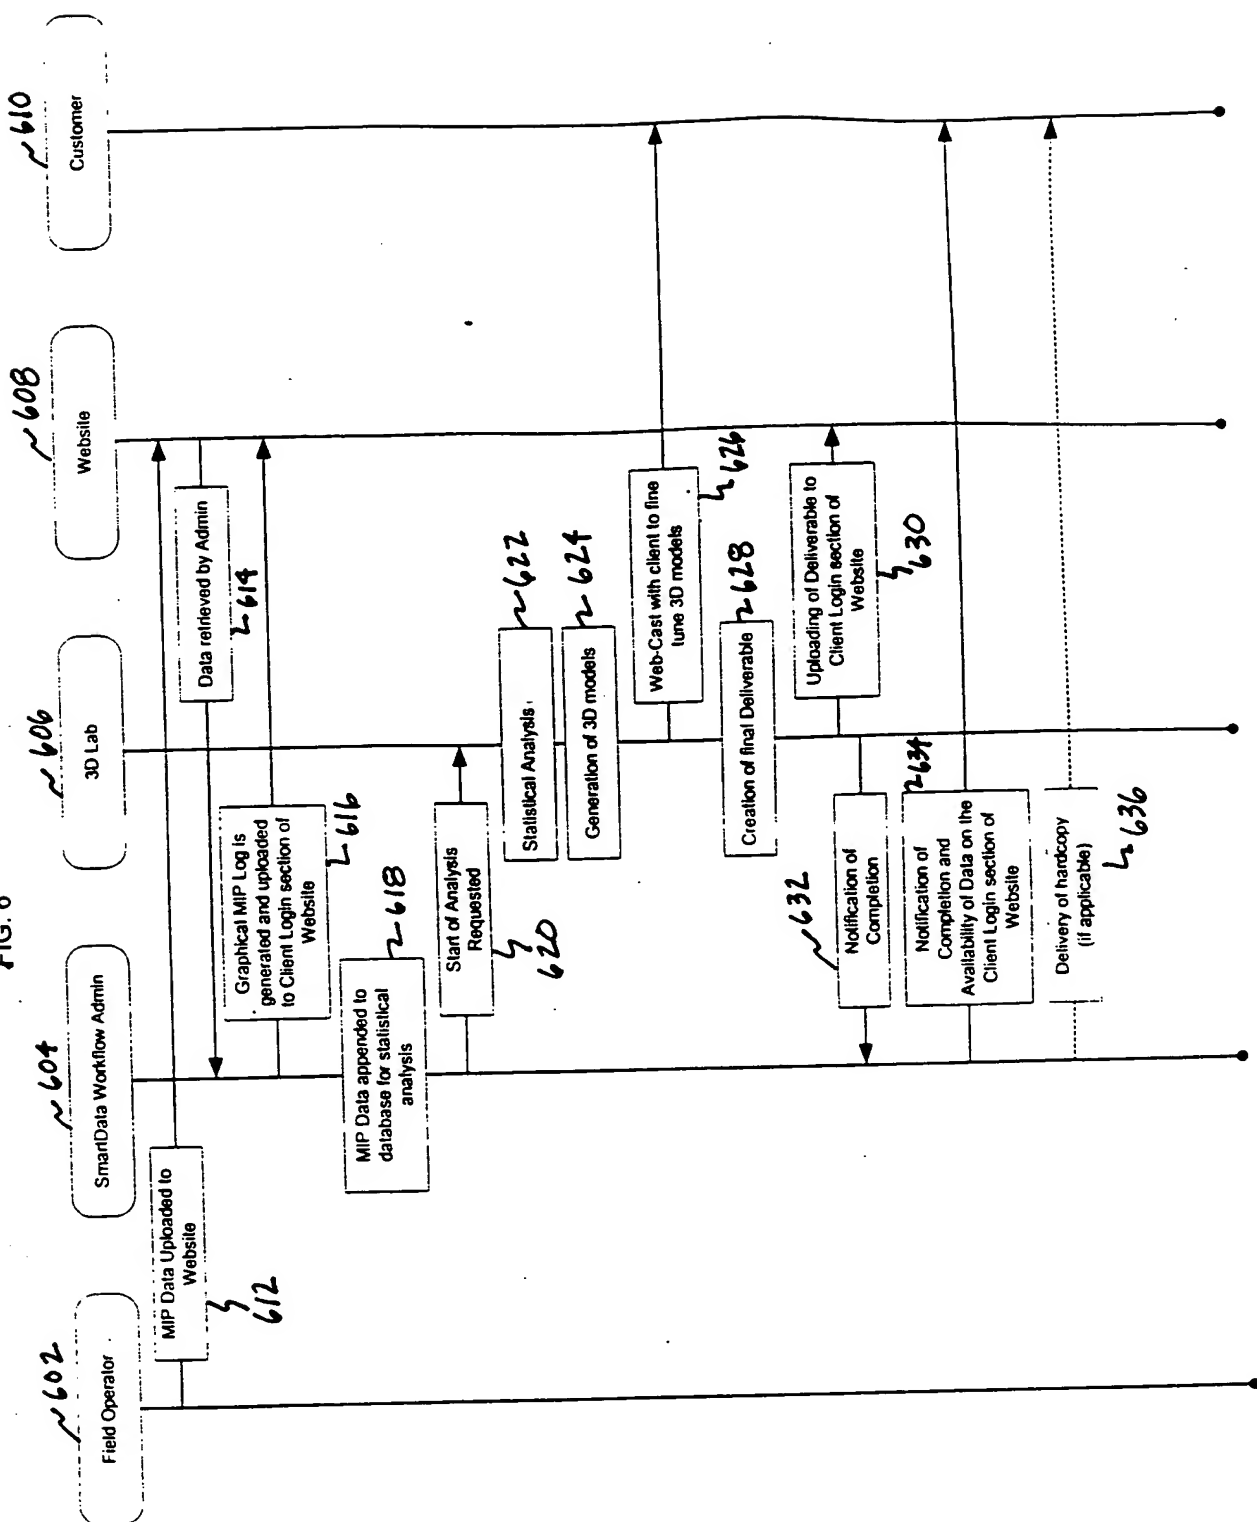 FIG. 6
602
Field Operator
604
SmartData Workflow Admin
606
3D Lab
608
Website
610
Customer
MIP Data Uploaded to
Website
612
Data retrieved by Admin
614
Graphical MIP Log is
generated and uploaded
to Client Login section of
Website
616
MIP Data appended to
database for statistical
analysis
618
Start of Analysis
Requested
620
Statistical Analysis
622
Generation of 3D models
624
Web-Cast with client to fine
tune 3D models
626
Creation of final Deliverable
628
Uploading of Deliverable to
Client Login section of
Website
630
Notification of
Completion
632
Notification of
Completion and
Availability of Data on the
Client Login section of
Website
634
Delivery of hardcopy
(if applicable)
636